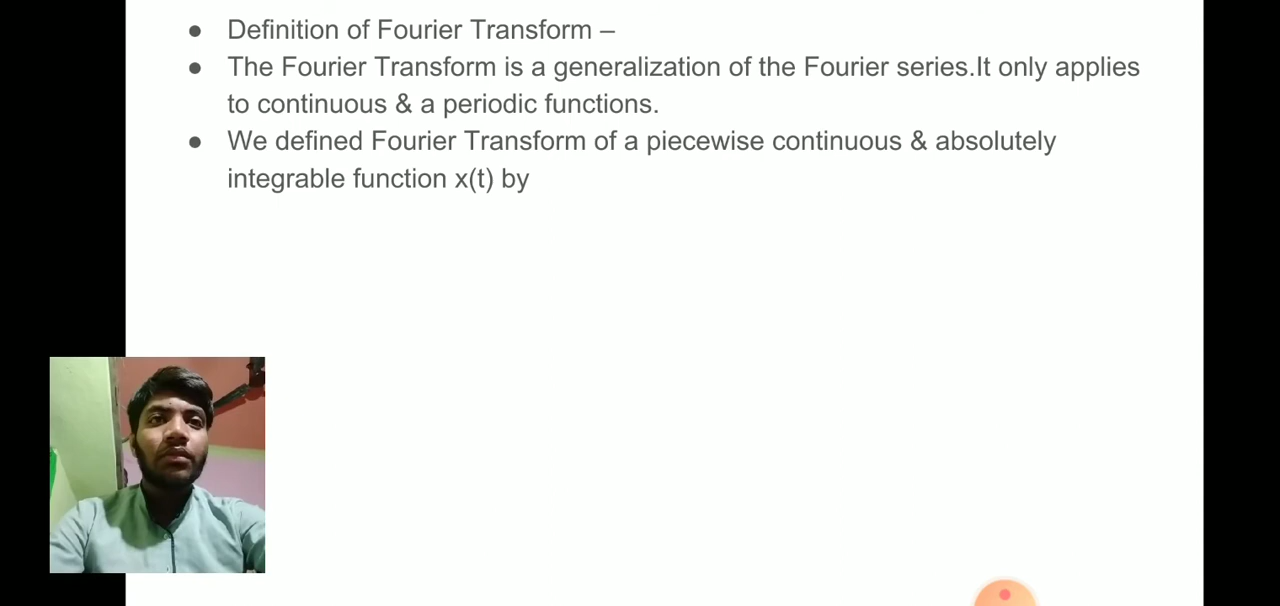 ● Definition of Fourier Transform –
● The Fourier Transform is a generalization of the Fourier series.It only applies
to continuous & a periodic functions.
● We defined Fourier Transform of a piecewise continuous & absolutely
integrable function x(t) by